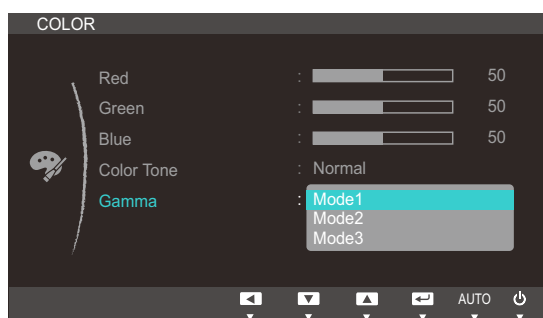 COLOR
Red : 50
Green : 50
Blue : 50
Color Tone : Normal
Gamma : Mode1
Mode2
Mode3
AUTO